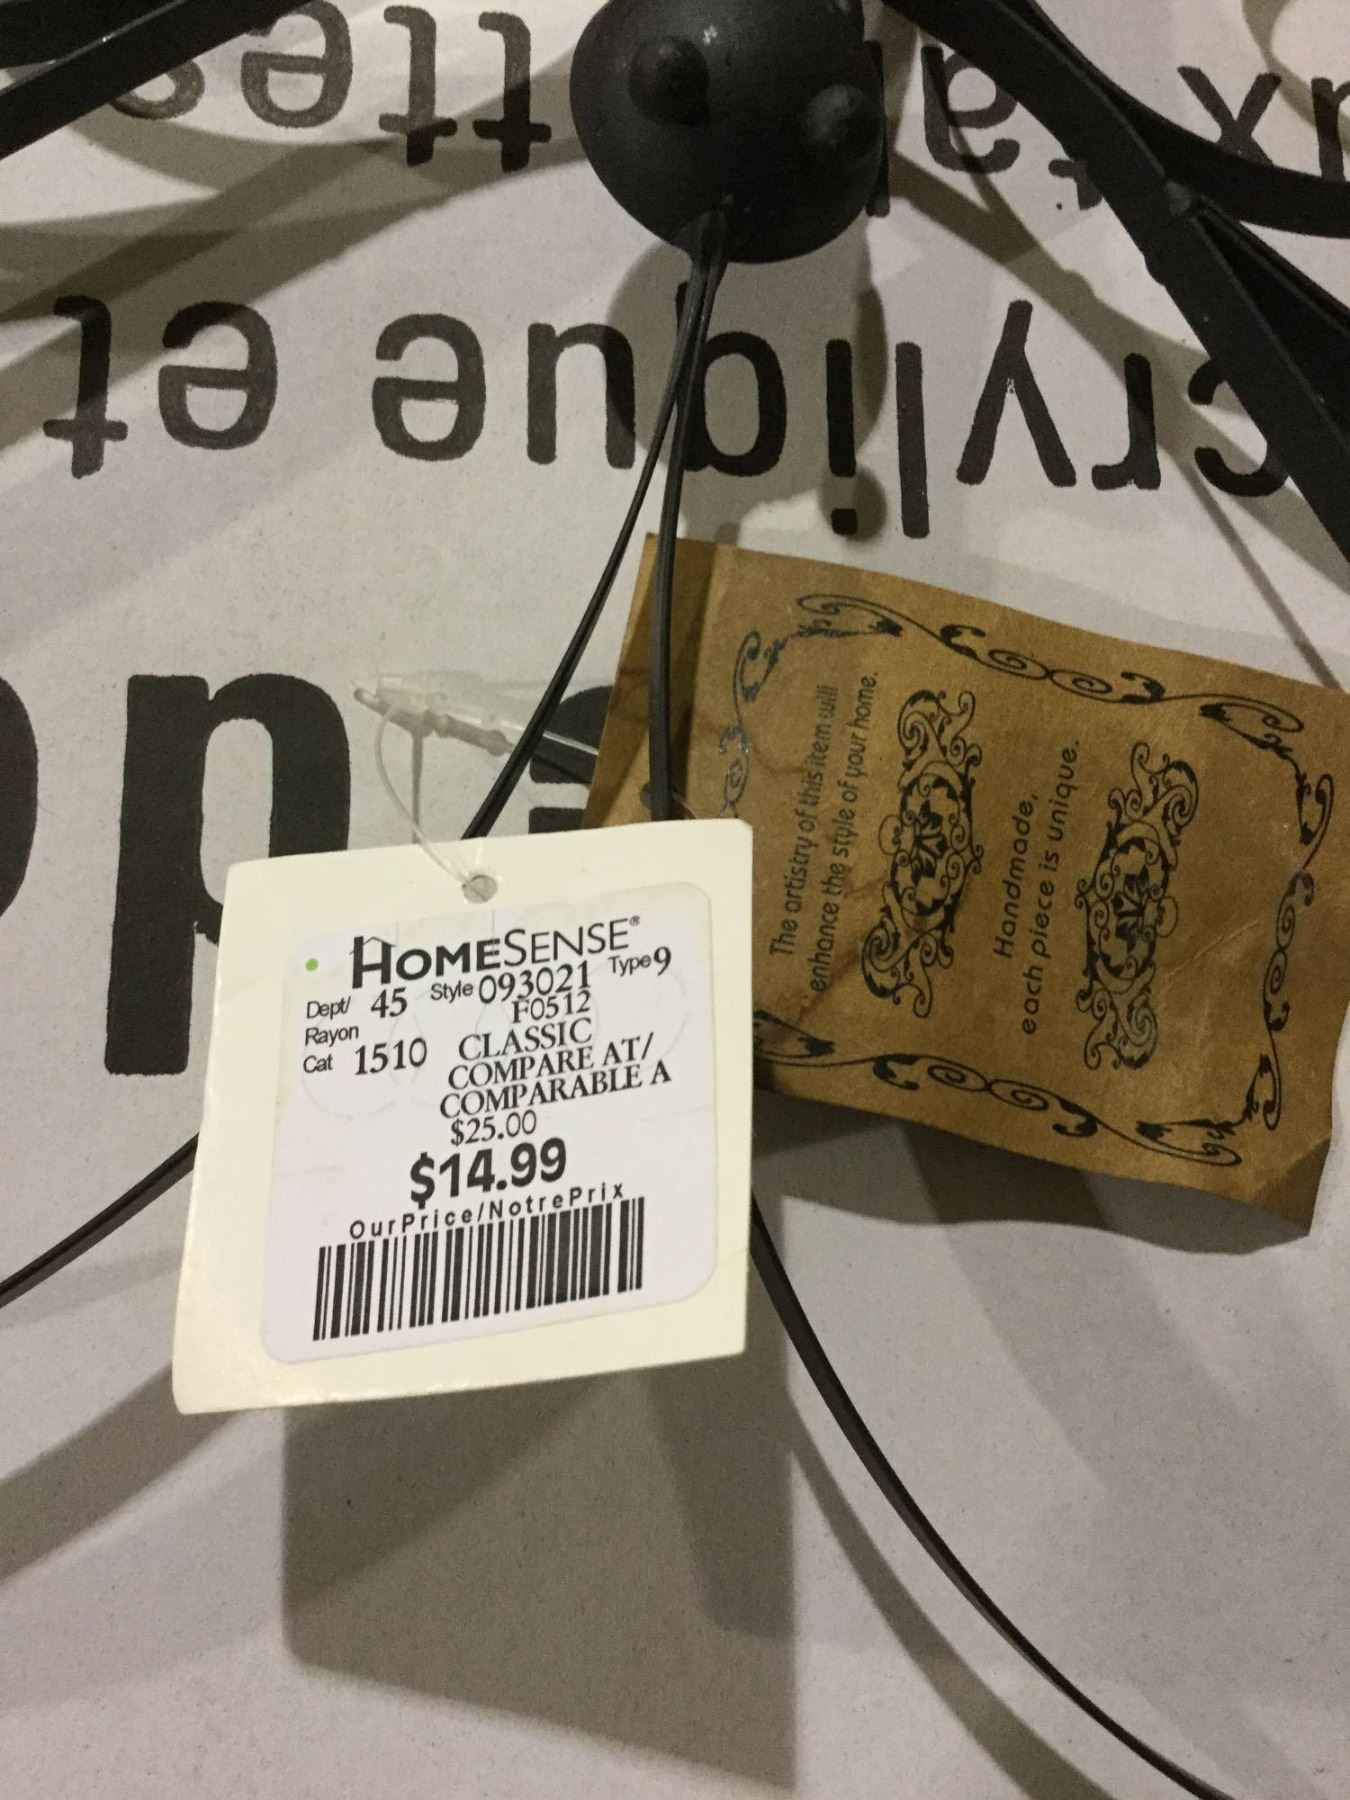 HOMESENSE®
Dept/ 45 Style 093021 Type 9
Rayon F0512
Cat 1510 CLASSIC
COMPARE AT/
COMPARABLE A
$25.00
$14.99
OurPrice/NotrePrix
The artistry of this item will
enhance the style of your home.
Handmade,
each piece is unique.
crylique et